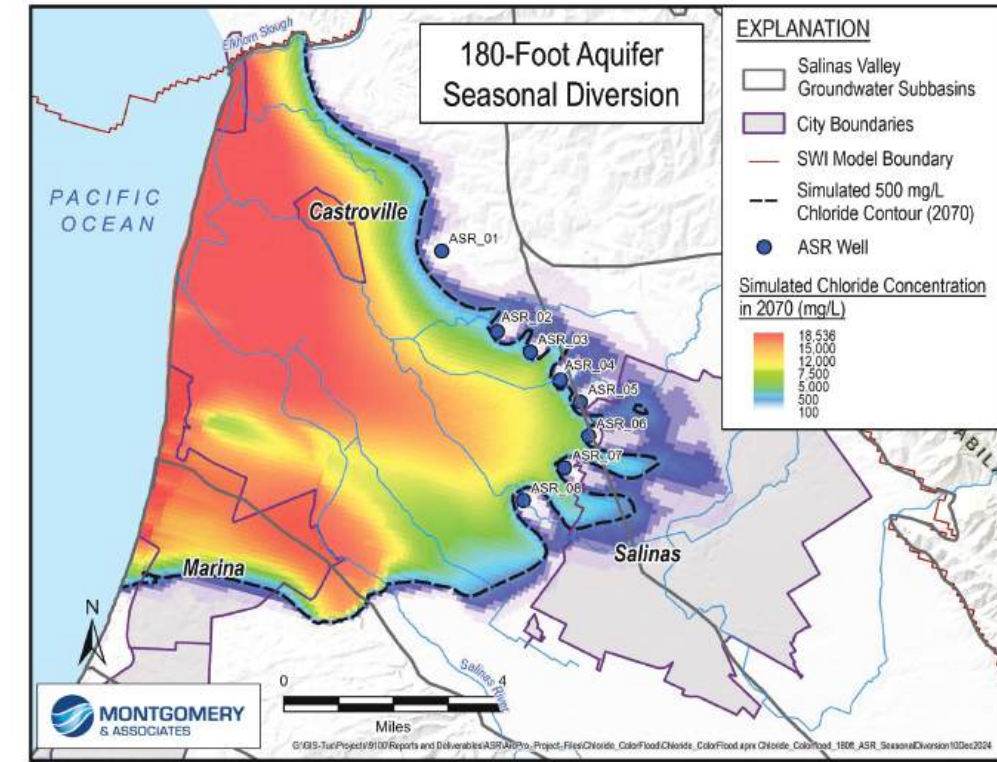 Elkhorn Slough
180-Foot Aquifer
Seasonal Diversion
EXPLANATION
Salinas Valley
Groundwater Subbasins
City Boundaries
SWI Model Boundary
Simulated 500 mg/L
Chloride Contour (2070)
ASR Well
Simulated Chloride Concentration
in 2070 (mg/L)
18,536
15,000
12,000
7,500
5,000
500
100
PACIFIC
OCEAN
Castroville
ASR_01
ASR_02
ASR_03
ASR_04
ASR_05
ASR_06
ASR_07
ASR_08
Salinas
Marina
N
0
4
Miles
Salinas River
MONTGOMERY
& ASSOCIATES